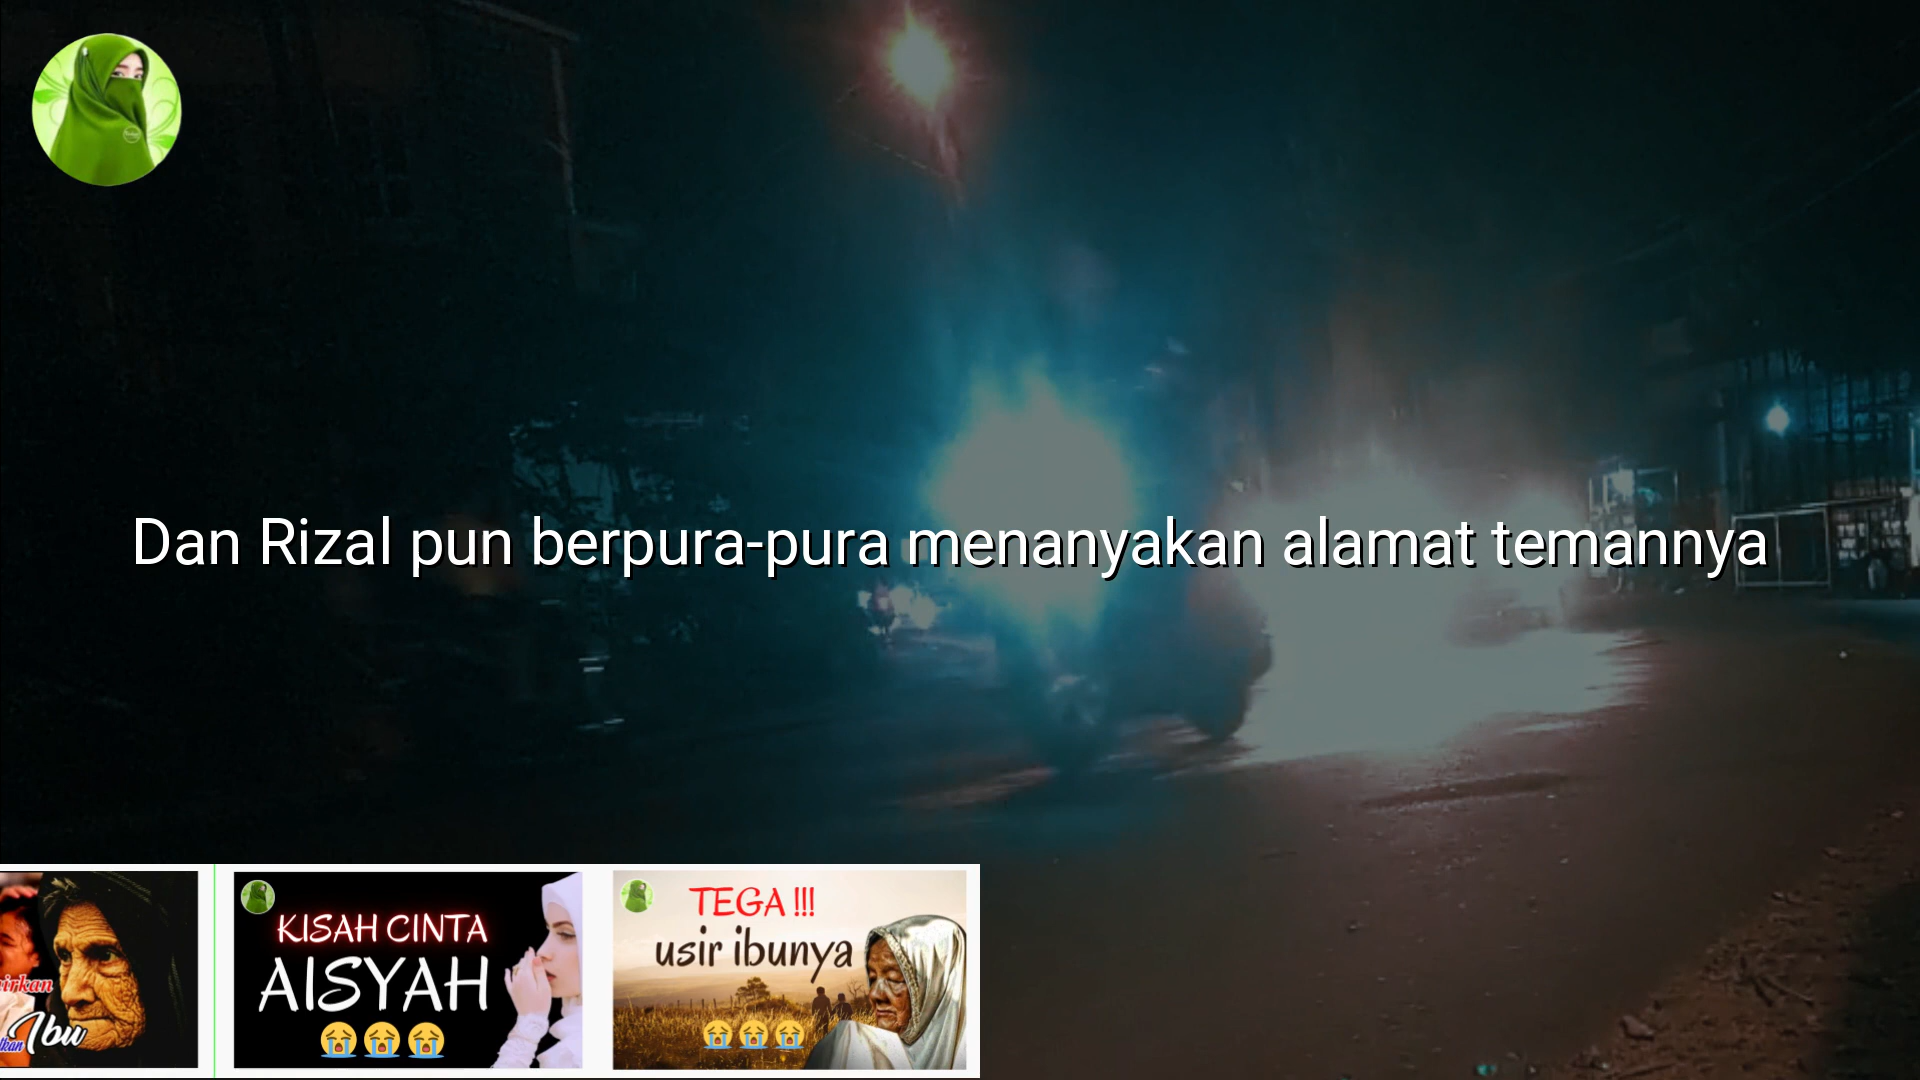 Dan Rizal pun berpura-pura menanyakan alamat temannya
Ibu
KISAH CINTA
AISYAH
TEGA !!!
usir ibunya